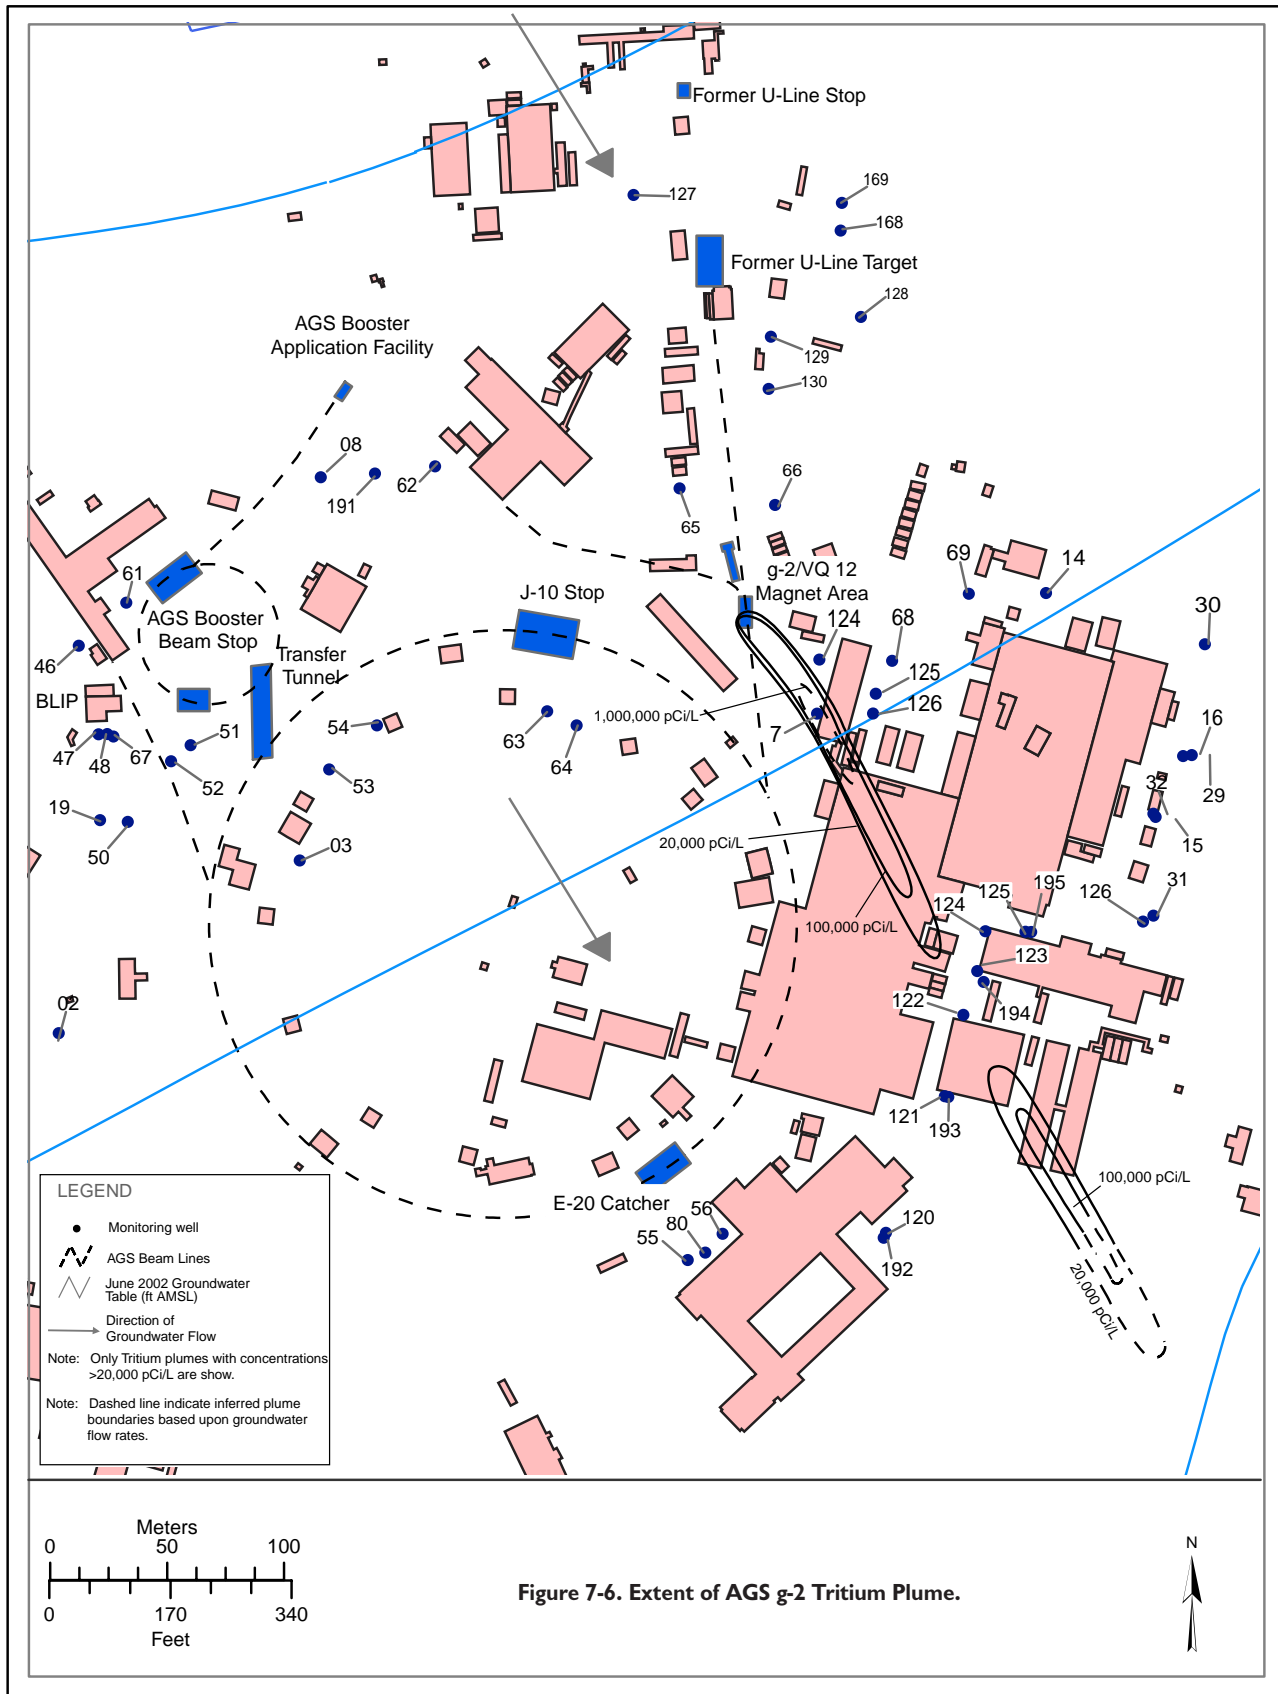 Former U-Line Stop
127
169
168
Former U-Line Target
128
AGS Booster
Application Facility
129
130
08
191
62
65
66
69
14
g-2/VQ 12
Magnet Area
J-10 Stop
61
AGS Booster
Beam Stop
Transfer
Tunnel
124
68
30
46
BLIP
125
126
1,000,000 pCi/L
7
51
54
63
64
47
48
67
52
53
16
29
32
15
19
50
03
20,000 pCi/L
100,000 pCi/L
124
125
195
126
31
123
194
122
02
121
193
100,000 pCi/L
20,000 pCi/L
E-20 Catcher
56
80
55
120
192
LEGEND
Monitoring well
AGS Beam Lines
June 2002 Groundwater
Table (ft AMSL)
Direction of
Groundwater Flow
Note: Only Tritium plumes with concentrations
>20,000 pCi/L are show.
Note: Dashed line indicate inferred plume
boundaries based upon groundwater
flow rates.
Meters
0 50 100
0 170 340
Feet
Figure 7-6. Extent of AGS g-2 Tritium Plume.
N